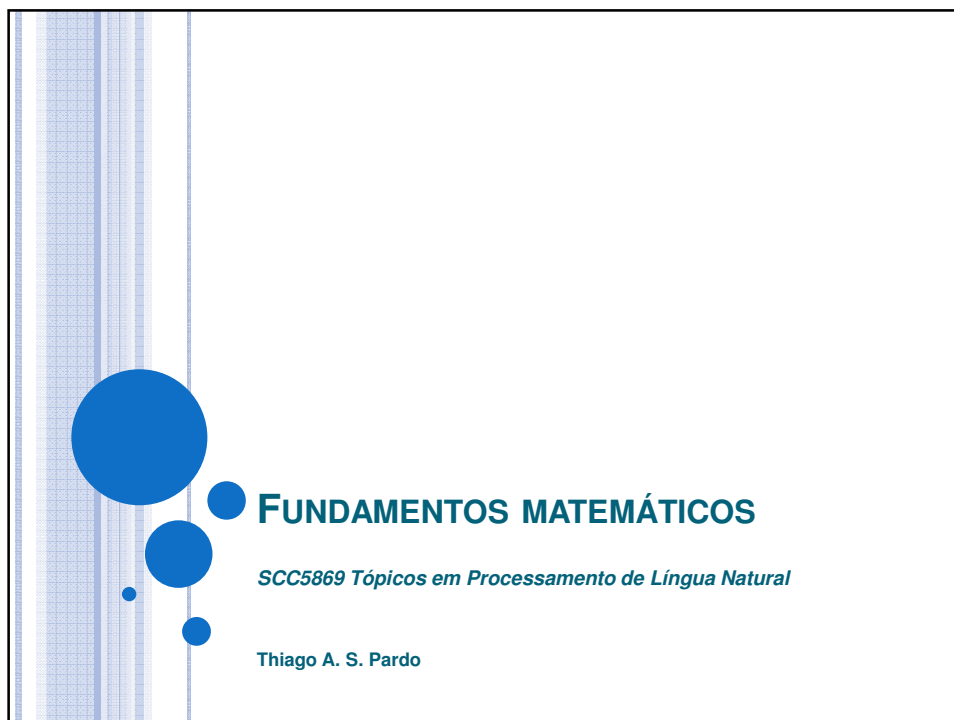 FUNDAMENTOS MATEMÁTICOS
SCC5869 Tópicos em Processamento de Língua Natural
Thiago A. S. Pardo